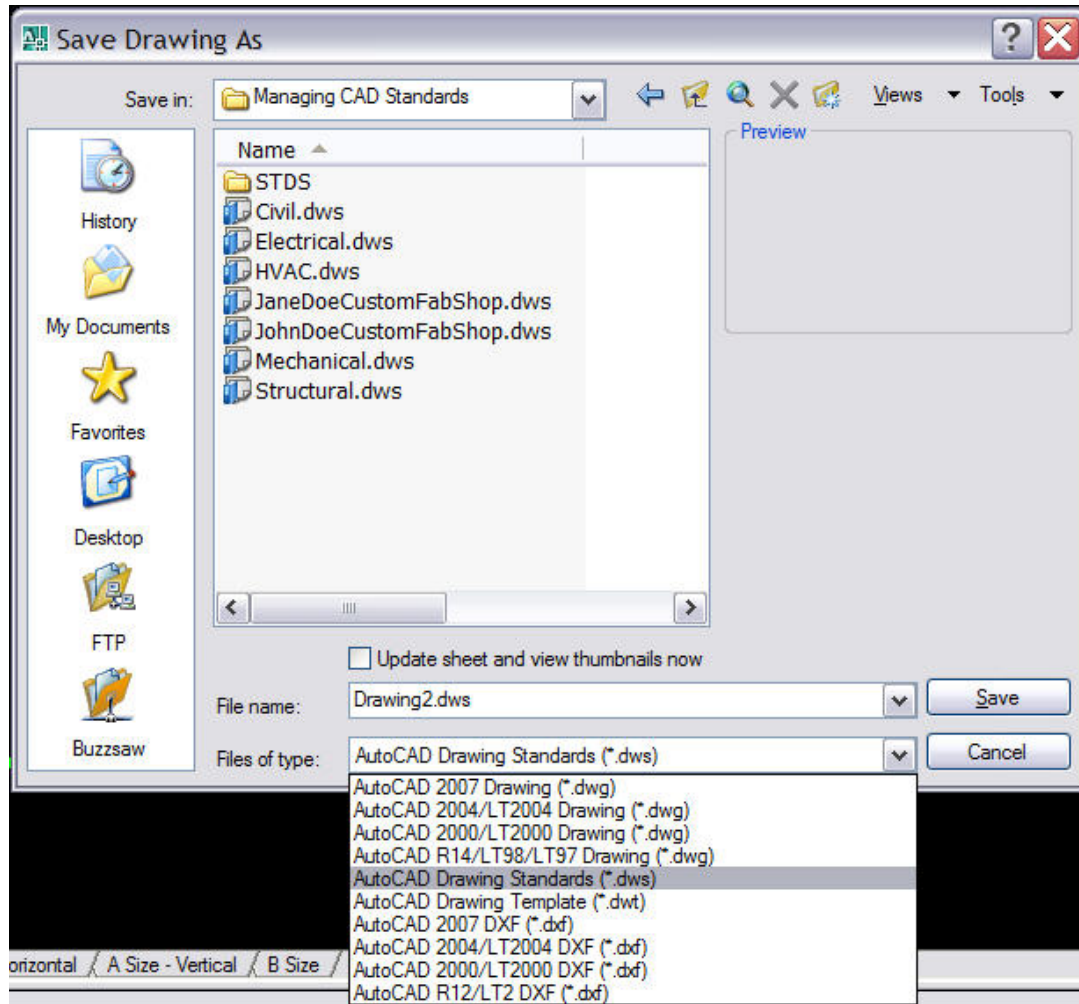 Save Drawing As
Save in:
Managing CAD Standards
Views
Tools
History
My Documents
Favorites
Desktop
FTP
Buzzsaw
Name
STDS
Civil.dws
Electrical.dws
HVAC.dws
JaneDoeCustomFabShop.dws
JohnDoeCustomFabShop.dws
Mechanical.dws
Structural.dws
Preview
Update sheet and view thumbnails now
File name:
Drawing2.dws
Save
Files of type:
AutoCAD Drawing Standards (*.dws)
Cancel
AutoCAD 2007 Drawing (*.dwg)
AutoCAD 2004/LT2004 Drawing (*.dwg)
AutoCAD 2000/LT2000 Drawing (*.dwg)
AutoCAD R14/LT98/LT97 Drawing (*.dwg)
AutoCAD Drawing Standards (*.dws)
AutoCAD Drawing Template (*.dwt)
AutoCAD 2007 DXF (*.dxf)
AutoCAD 2004/LT2004 DXF (*.dxf)
AutoCAD 2000/LT2000 DXF (*.dxf)
AutoCAD R12/LT2 DXF (*.dxf)
orizontal / A Size - Vertical / B Size /